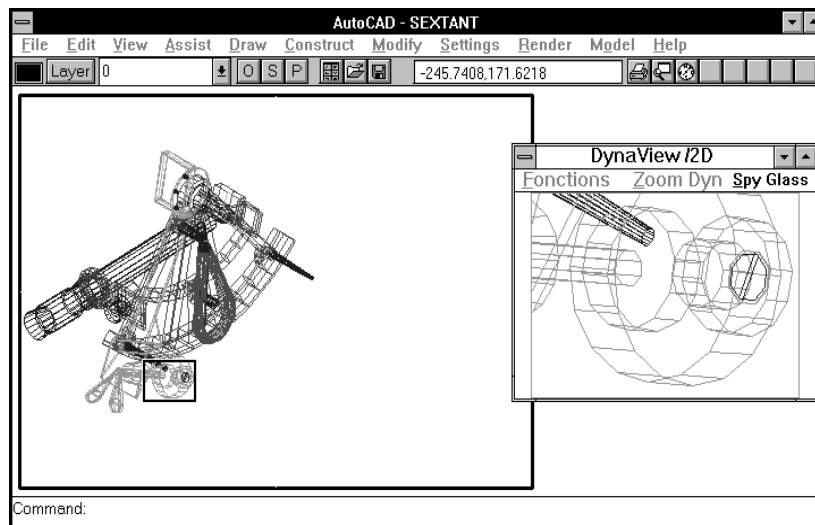 AutoCAD - SEXTANT
File Edit View Assist Draw Construct Modify Settings Render Model Help
Layer 0 O S P -245.7408,171.6218
DynaView /2D
Fonctions Zoom Dyn Spy Glass
Command: